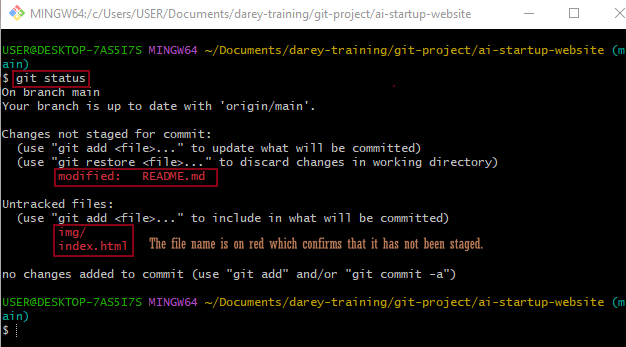 MINGW64:/c/Users/USER/Documents/darey-training/git-project/ai-startup-website
USER@DESKTOP-7AS5I7S MINGW64 ~/Documents/darey-training/git-project/ai-startup-website (m
ain)
$ git status
On branch main
Your branch is up to date with 'origin/main'.
Changes not staged for commit:
(use "git add <file>..." to update what will be committed)
(use "git restore <file>..." to discard changes in working directory)
modified: README.md
Untracked files:
(use "git add <file>..." to include in what will be committed)
img/
index.html
The file name is on red which confirms that it has not been staged.
no changes added to commit (use "git add" and/or "git commit -a")
USER@DESKTOP-7AS5I7S MINGW64 ~/Documents/darey-training/git-project/ai-startup-website (m
ain)
$